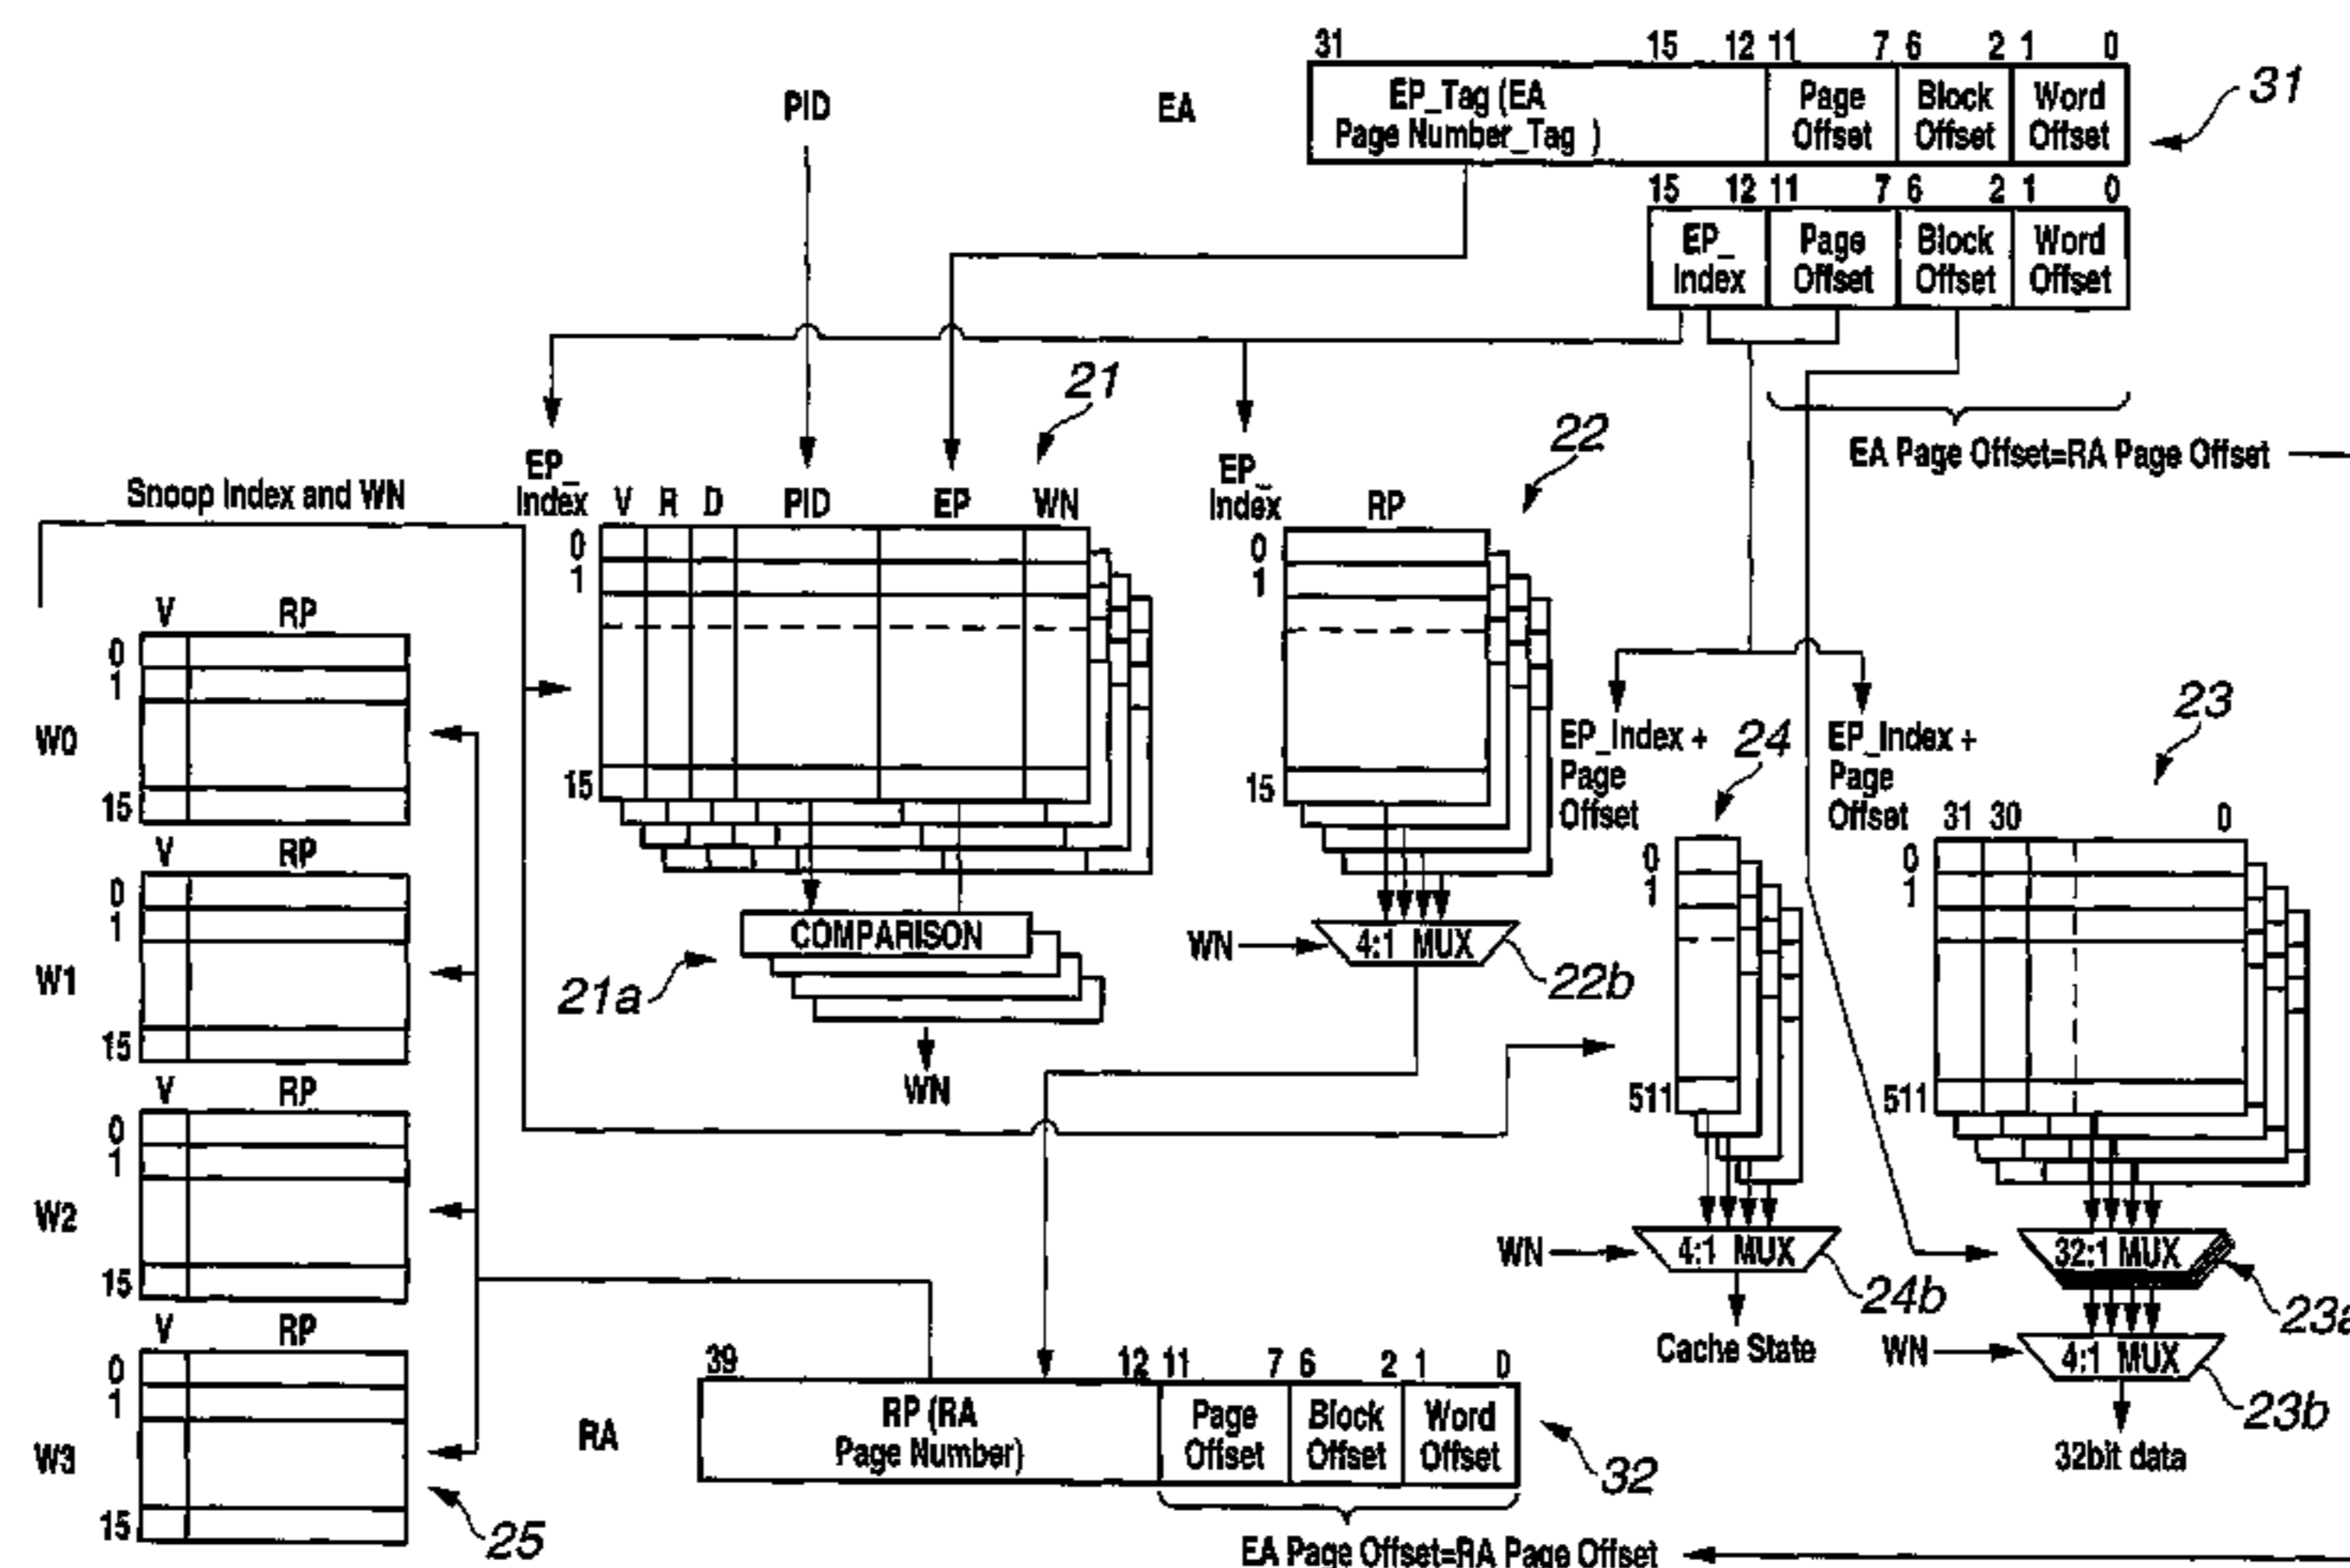 31 15 12 11 7 6 2 1 0
EP_Tag (EA
Page Number_Tag )
Page
Offset
Block
Offset
Word
Offset
31
PID
EA
15 12 11 7 6 2 1 0
EP_
Index
Page
Offset
Block
Offset
Word
Offset
EA Page Offset=RA Page Offset
21
22
Snoop Index and WN
EP_
Index
V R D PID EP WN
0
1
15
EP_
Index
RP
0
1
15
COMPARISON
21a
WN
WN
4:1 MUX
22b
EP_Index +
Page
Offset
24
0
1
511
WN
4:1 MUX
24b
Cache State
EP_Index +
Page
Offset
23
31 30 0
0
1
511
32:1 MUX
23a
WN
4:1 MUX
23b
32bit data
V RP
0
1
W0
15
V RP
0
1
W1
15
V RP
0
1
W2
15
V RP
0
1
W3
15
25
RA
39 12 11 7 6 2 1 0
RP (RA
Page Number)
Page
Offset
Block
Offset
Word
Offset
32
EA Page Offset=RA Page Offset